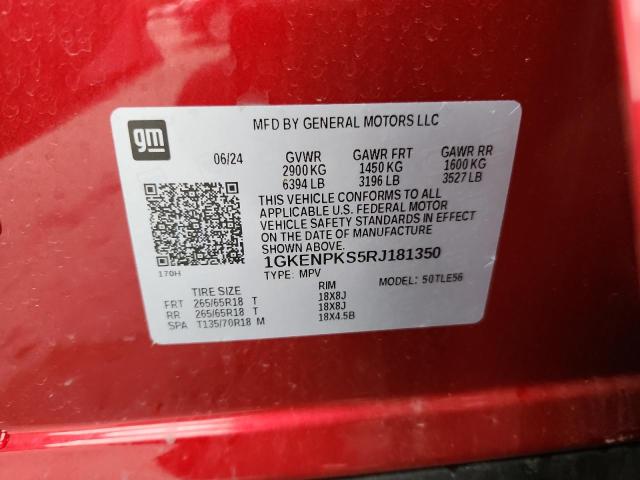 gm
MFD BY GENERAL MOTORS LLC
06/24 GVWR GAWR FRT GAWR RR
2900 KG 1450 KG 1600 KG
6394 LB 3196 LB 3527 LB
THIS VEHICLE CONFORMS TO ALL
APPLICABLE U.S. FEDERAL MOTOR
VEHICLE SAFETY STANDARDS IN EFFECT
ON THE DATE OF MANUFACTURE
SHOWN ABOVE.
170H
1GKENPKS5RJ181350
TYPE: MPV MODEL: 50TLE56
TIRE SIZE RIM
FRT 265/65R18 T 18X8J
RR 265/65R18 T 18X8J
SPA T135/70R18 M 18X4.5B